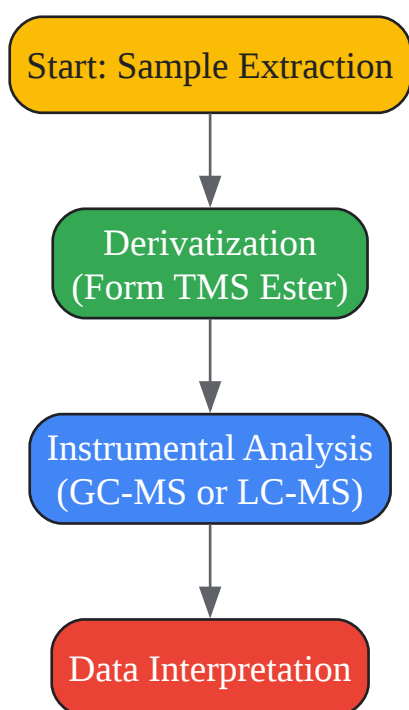 Start: Sample Extraction
Derivatization
(Form TMS Ester)
Instrumental Analysis
(GC-MS or LC-MS)
Data Interpretation